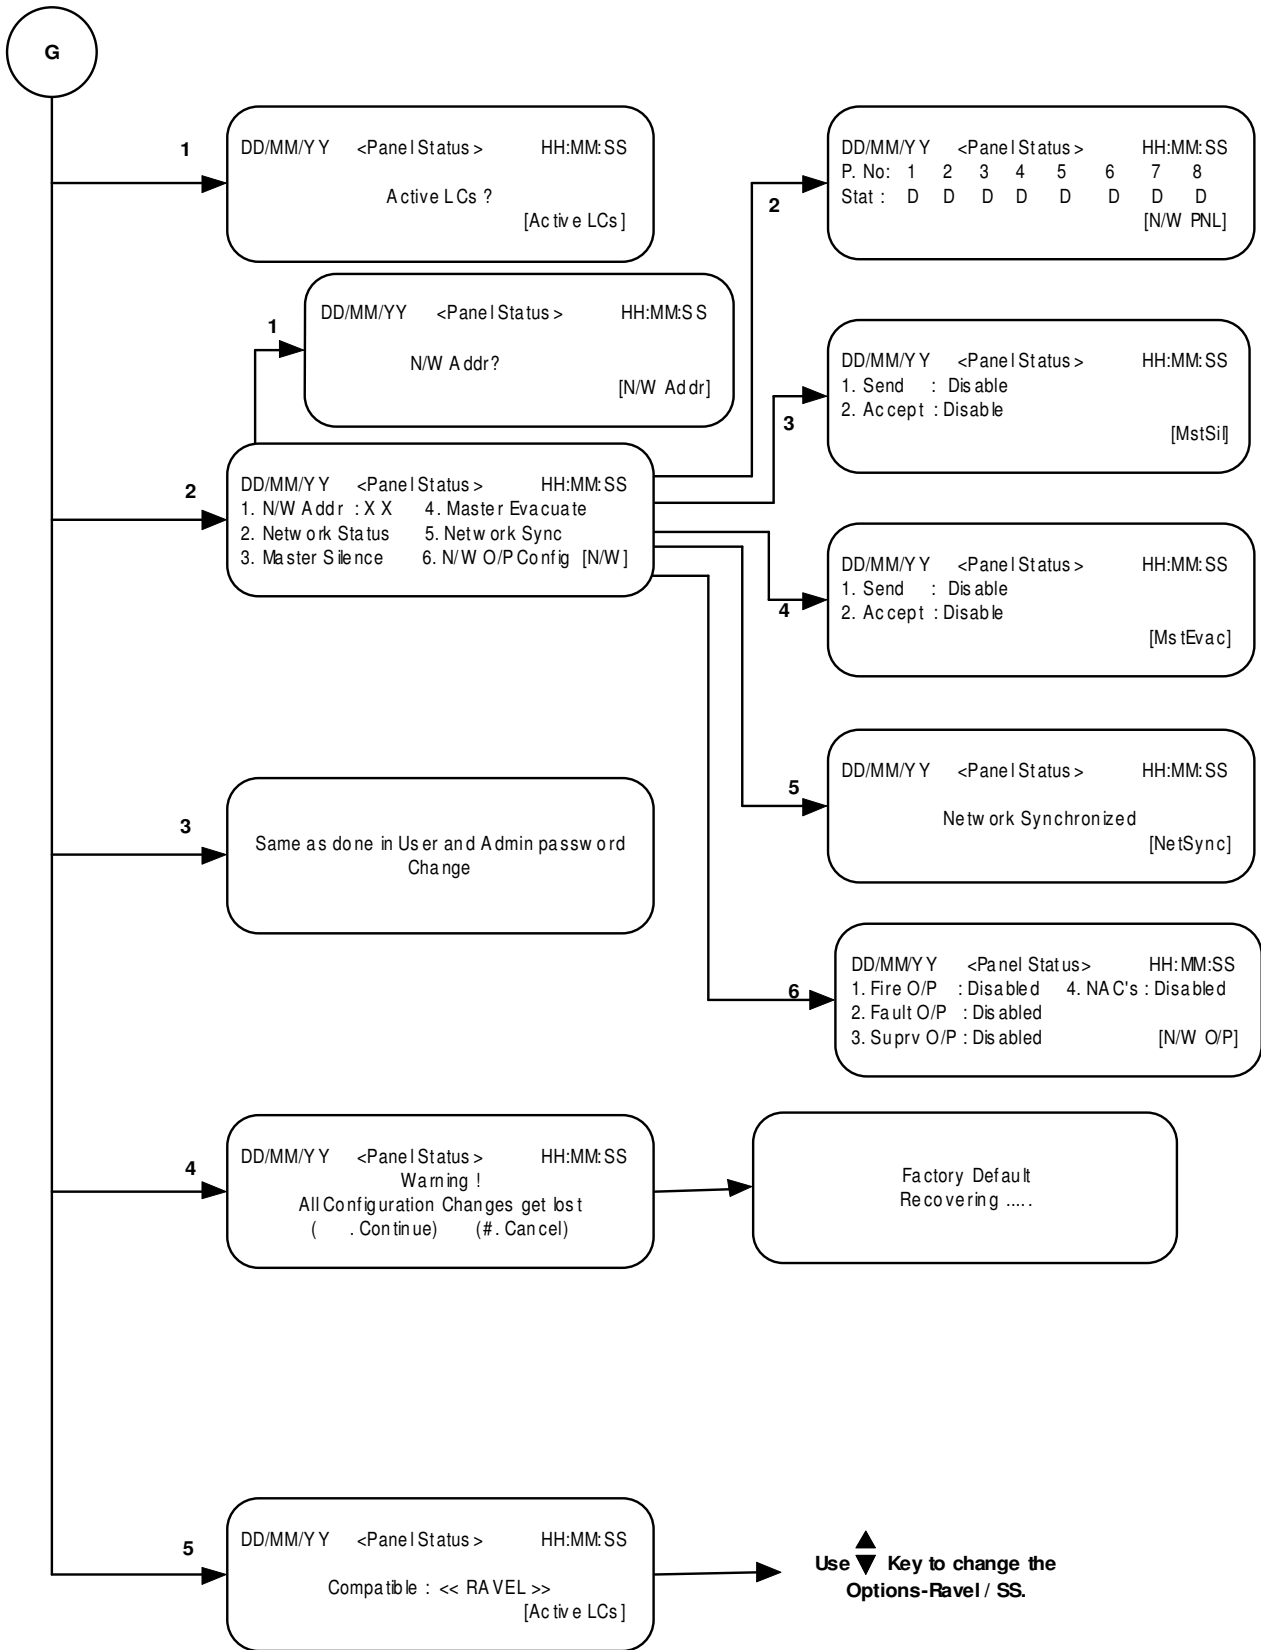 G
1
DD/MM/YY <Panel Status> HH:MM:SS
Active LCs ?
[Active LCs]
2
DD/MM/YY <Panel Status> HH:MM:SS
P. No: 1 2 3 4 5 6 7 8
Stat : D D D D D D D D
[N/W PNL]
1
DD/MM/YY <Panel Status> HH:MM:SS
N/W Addr?
[N/W Addr]
3
DD/MM/YY <Panel Status> HH:MM:SS
1. Send : Disable
2. Accept : Disable
[MstSil]
2
DD/MM/YY <Panel Status> HH:MM:SS
1. N/W Addr : XX 4. Master Evacuate
2. Network Status 5. Network Sync
3. Master Silence 6. N/W O/P Config [N/W]
4
DD/MM/YY <Panel Status> HH:MM:SS
1. Send : Disable
2. Accept : Disable
[MstEvac]
5
DD/MM/YY <Panel Status> HH:MM:SS
Network Synchronized
[NetSync]
3
Same as done in User and Admin password
Change
6
DD/MM/YY <Panel Status> HH:MM:SS
1. Fire O/P : Disabled 4. NAC's : Disabled
2. Fault O/P : Disabled
3. Suprv O/P : Disabled [N/W O/P]
4
DD/MM/YY <Panel Status> HH:MM:SS
Warning !
All Configuration Changes get lost
( . Continue) (#. Cancel)
Factory Default
Recovering .....
5
DD/MM/YY <Panel Status> HH:MM:SS
Compatible : << RAVEL >>
[Active LCs]
Use ▲▼ Key to change the
Options-Ravel / SS.